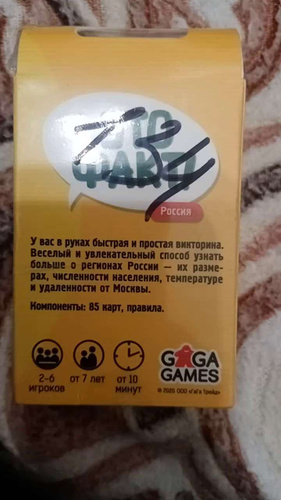 ЭТО
ФАКТ
Россия
У вас в руках быстрая и простая викторина.
Веселый и увлекательный способ узнать
больше о регионах России — их разме-
рах, численности населения, температуре
и удаленности от Москвы.
Компоненты: 85 карт, правила.
2–6
игроков
от 7 лет
от 10
минут
GAGA
GAMES